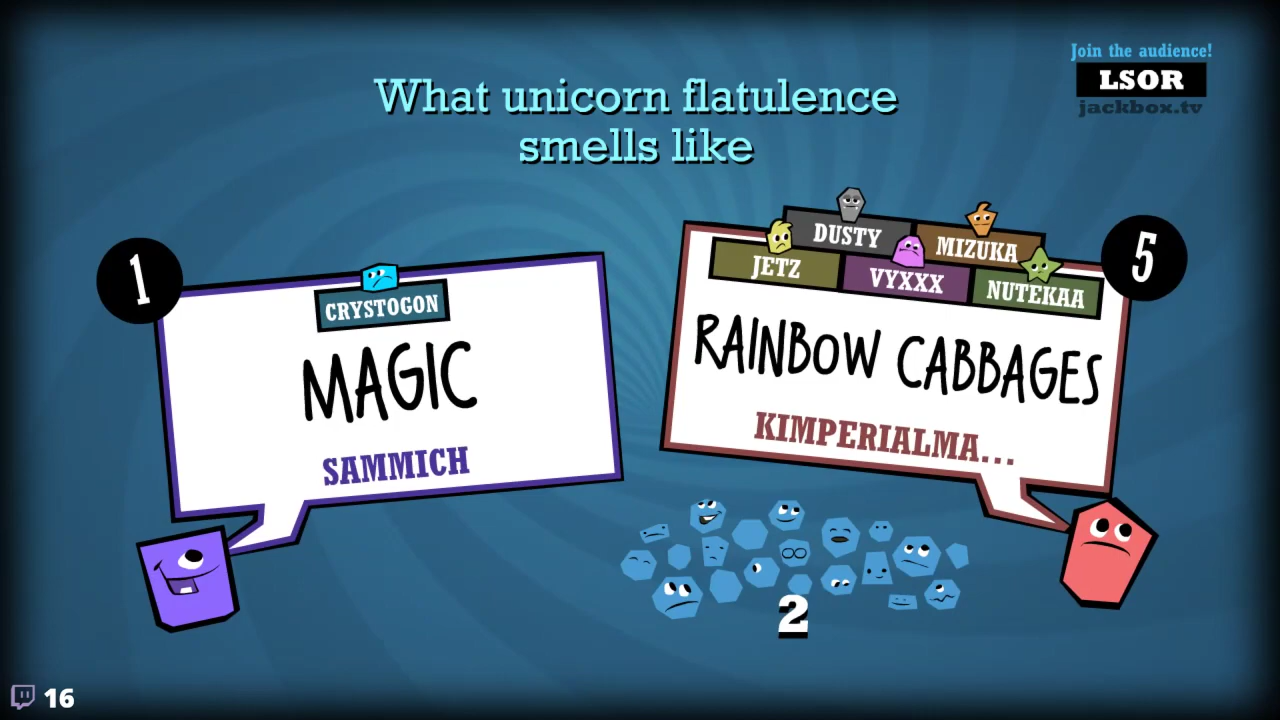 Join the audience!
LSOR
jackbox.tv
What unicorn flatulence
smells like
1
CRYSTOGON
MAGIC
SAMMICH
DUSTY
MIZUKA
JETZ
VYXXX
NUTEKAA
5
RAINBOW CABBAGES
KIMPERIALMA...
2
16